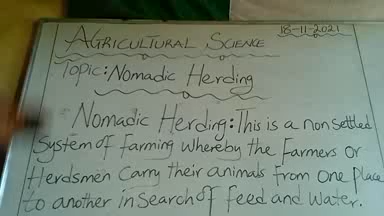 18-11-2021
AGRICULTURAL SCIENCE
Topic: Nomadic Herding
Nomadic Herding: This is a non settled
System of farming whereby the Farmers or
Herdsmen Carry their animals from one place
to another in Search of feed and water.